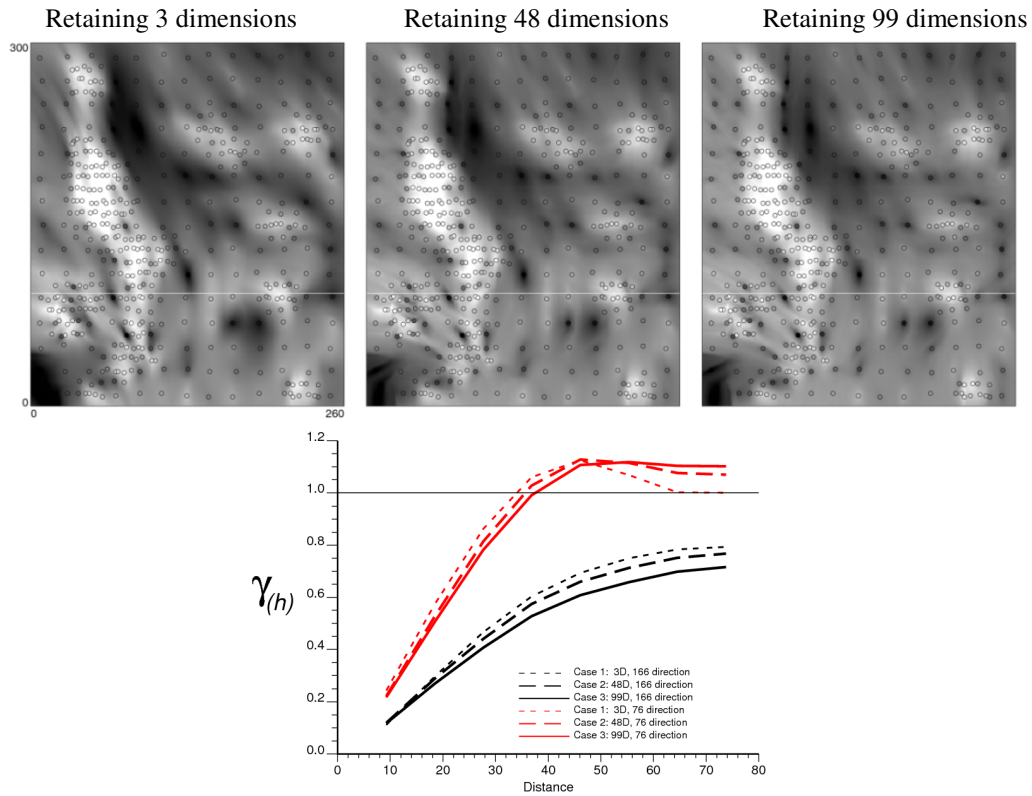 Retaining 3 dimensions
Retaining 48 dimensions
Retaining 99 dimensions
300
0
0
260
1.2
1.0
0.8
0.6
0.4
0.2
0.0
γ(h)
Case 1: 3D, 166 direction
Case 2: 48D, 166 direction
Case 3: 99D, 166 direction
Case 1: 3D, 76 direction
Case 2: 48D, 76 direction
Case 3: 99D, 76 direction
0 10 20 30 40 50 60 70 80
Distance